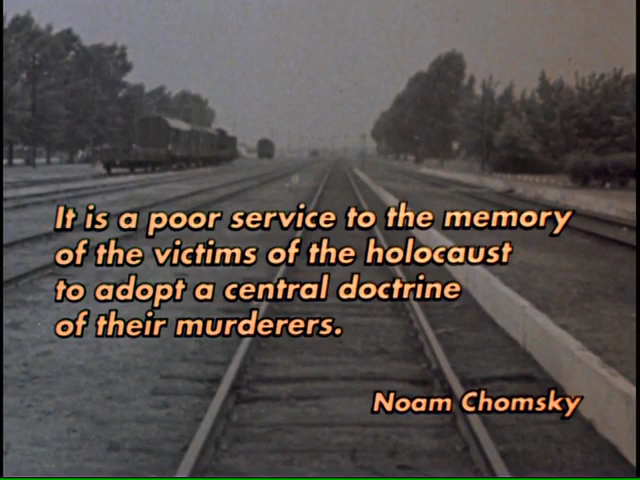 It is a poor service to the memory
of the victims of the holocaust
to adopt a central doctrine
of their murderers.
Noam Chomsky